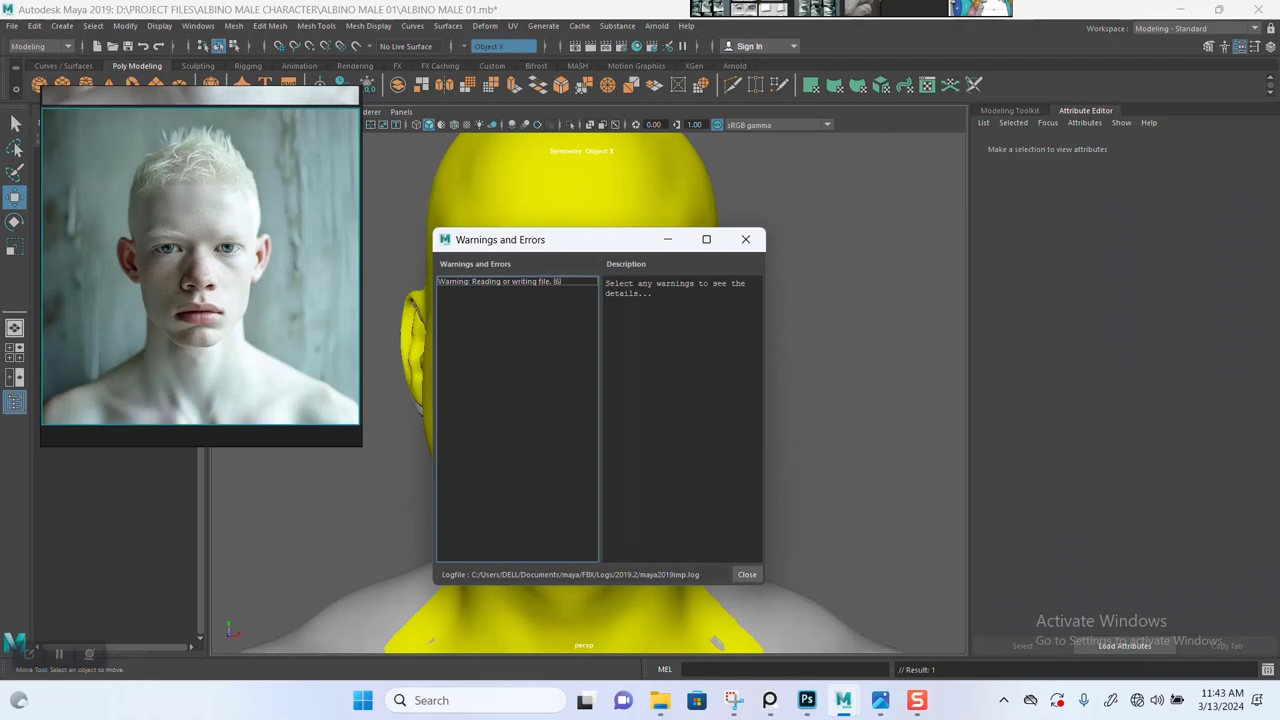 Autodesk Maya 2019: D:\PROJECT FILES\ALBINO MALE CHARACTER\ALBINO MALE 01\ALBINO MALE 01.mb*
File Edit Create Select Modify Display Windows Mesh Edit Mesh Mesh Tools Mesh Display Curves Surfaces Deform UV Generate Cache Substance Arnold Help
Workspace : Modeling - Standard
Modeling
No Live Surface
Object X
Sign In
Curves / Surfaces Poly Modeling Sculpting Rigging Animation Rendering FX FX Caching Custom Bifrost MASH Motion Graphics XGen Arnold
Panels
0.00 1.00 sRGB gamma
Modeling Toolkit Attribute Editor
List Selected Focus Attributes Show Help
Make a selection to view attributes
Symmetry: Object X
Warnings and Errors
Warnings and Errors
Description
Warning: Reading or writing file. (6)
Select any warnings to see the
details...
Logfile : C:/Users/DELL/Documents/maya/FBX/Logs/2019.2/maya2019imp.log
Close
persp
Activate Windows
Go to Settings to activate Windows.
Select
Load Attributes
Copy Tab
Move Tool: Select an object to move.
MEL
// Result: 1
Search
11:43 AM
3/13/2024